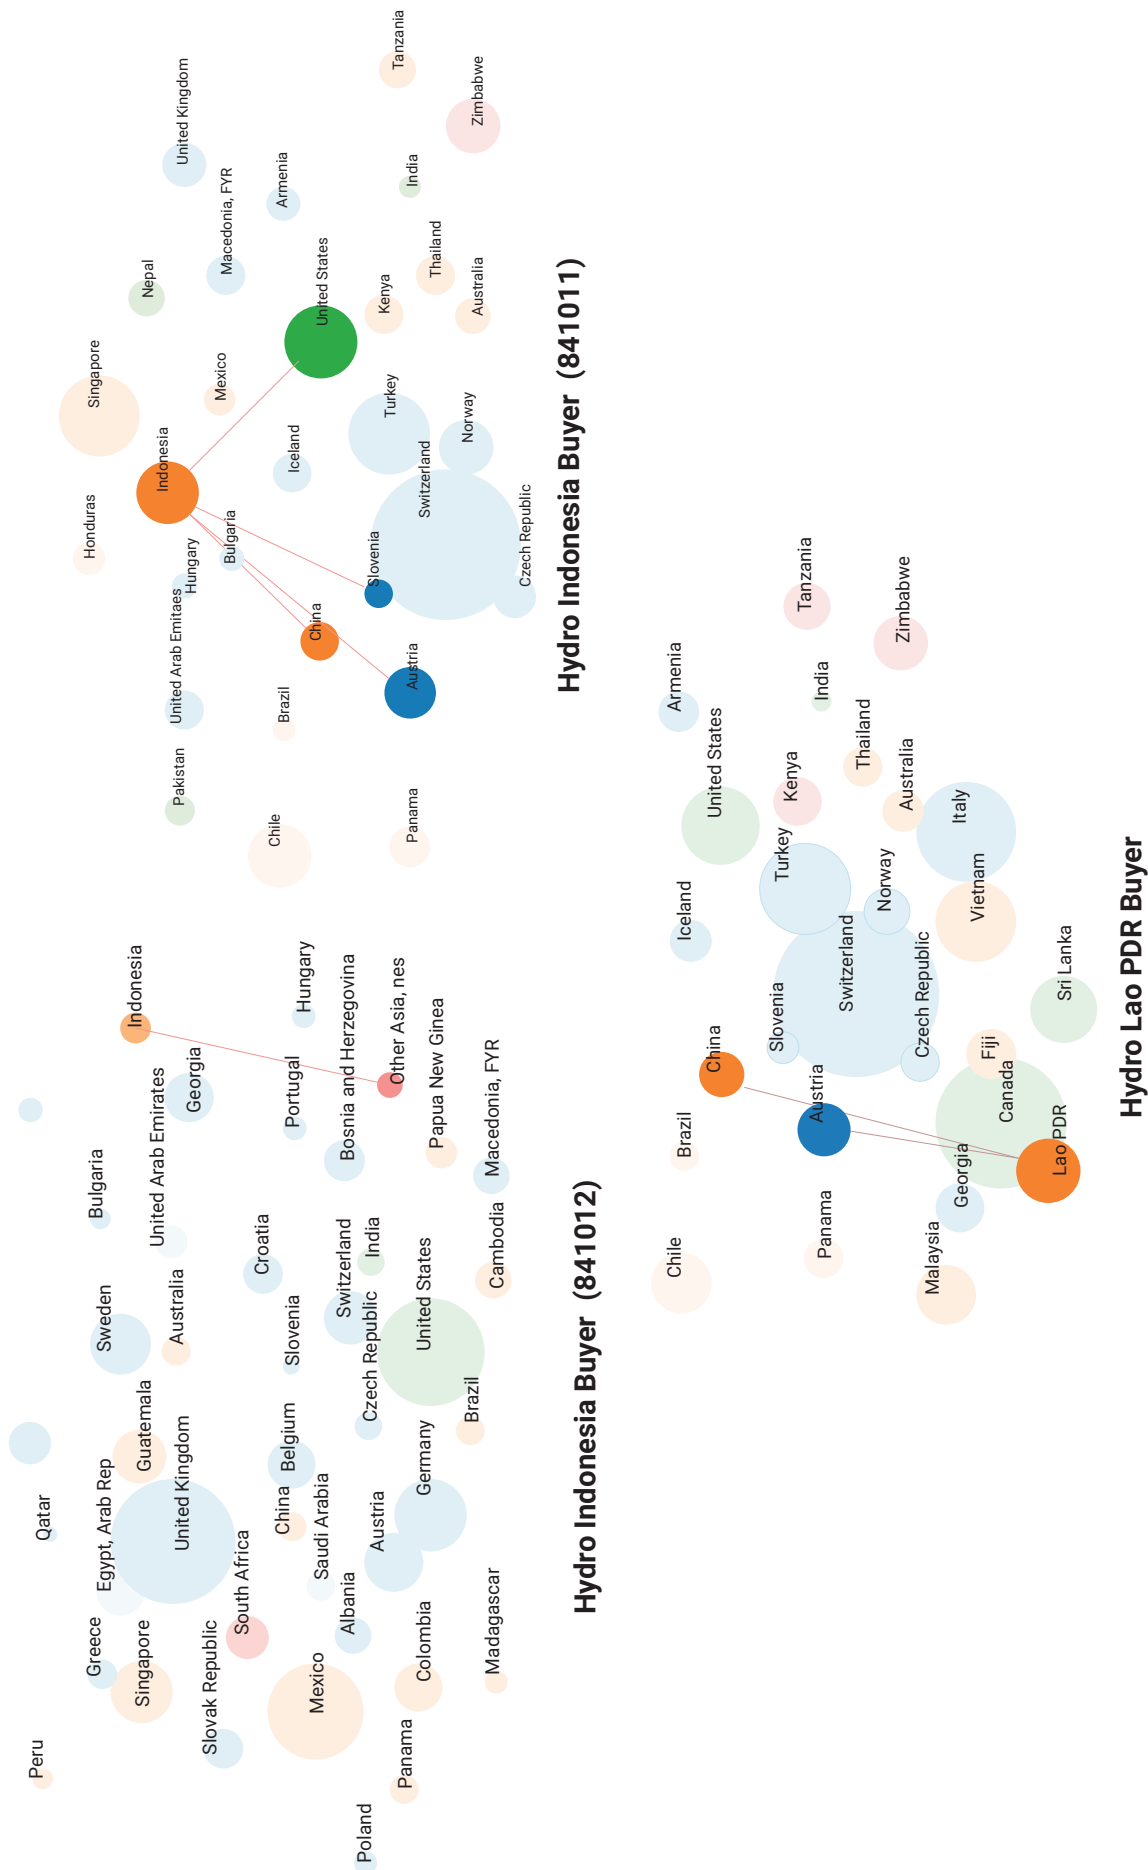 Peru
Qatar
Greece
Egypt, Arab Rep
Sweden
Bulgaria
Indonesia
Singapore
Guatemala
United Kingdom
Australia
United Arab Emirates
Georgia
Slovak Republic
South Africa
Croatia
Mexico
Saudi Arabia
China
Belgium
Slovenia
Portugal
Hungary
Albania
Switzerland
Bosnia and Herzegovina
Poland
Austria
Czech Republic
India
Other Asia, nes
Panama
Colombia
Germany
United States
Papua New Ginea
Madagascar
Brazil
Cambodia
Macedonia, FYR
Hydro Indonesia Buyer (841012)
Honduras
Singapore
Nepal
Pakistan
United Arab Emitaes
Hungary
Indonesia
United Kingdom
Bulgaria
Mexico
Macedonia, FYR
Chile
Brazil
Iceland
Armenia
China
United States
Slovenia
Turkey
Kenya
Tanzania
Panama
Austria
Switzerland
Thailand
India
Norway
Australia
Zimbabwe
Czech Republic
Hydro Indonesia Buyer (841011)
Chile
Brazil
Iceland
Armenia
China
United States
Slovenia
Turkey
Kenya
Tanzania
Panama
Austria
Switzerland
Norway
Thailand
India
Australia
Zimbabwe
Czech Republic
Malaysia
Georgia
Vietnam
Italy
Fiji
Canada
Lao PDR
Sri Lanka
Hydro Lao PDR Buyer